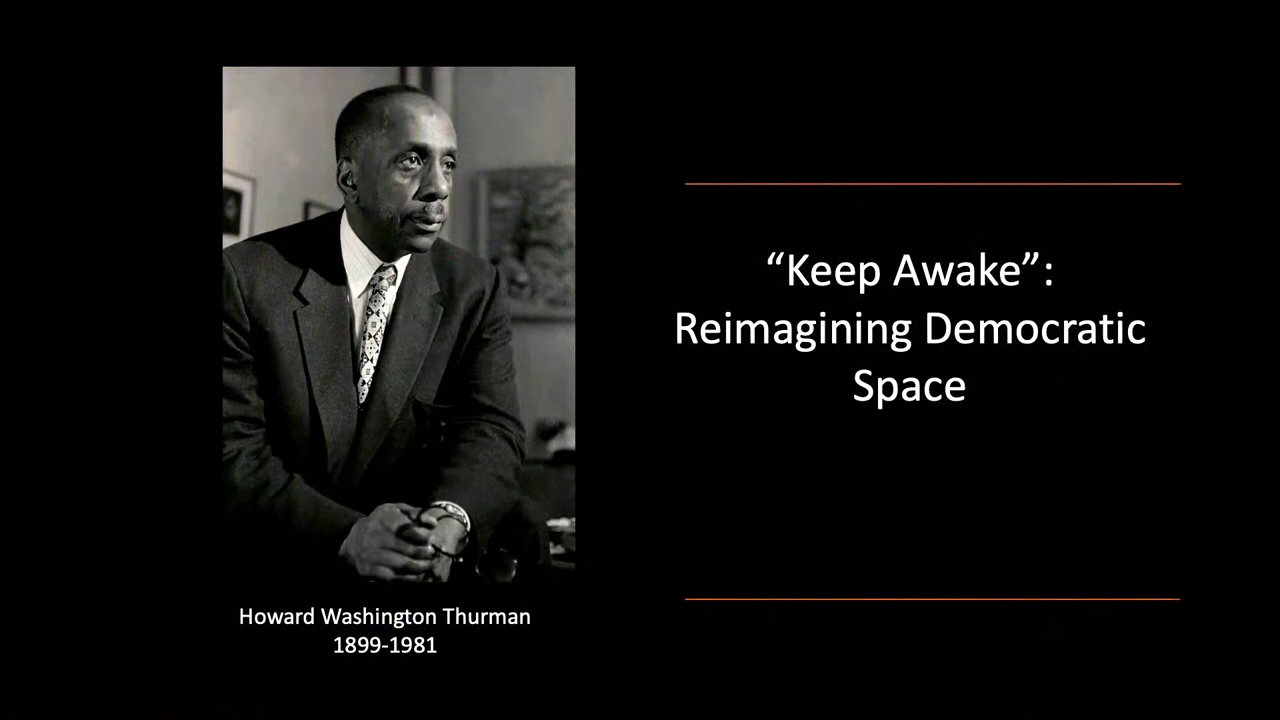 “Keep Awake”:
Reimagining Democratic
Space
Howard Washington Thurman
1899-1981